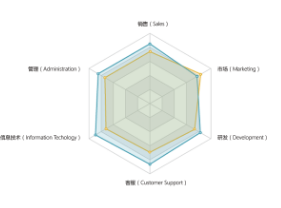 销售（Sales）
管理（Administration）
市场（Marketing）
信息技术（Information Techology）
研发（Development）
客服（Customer Support）